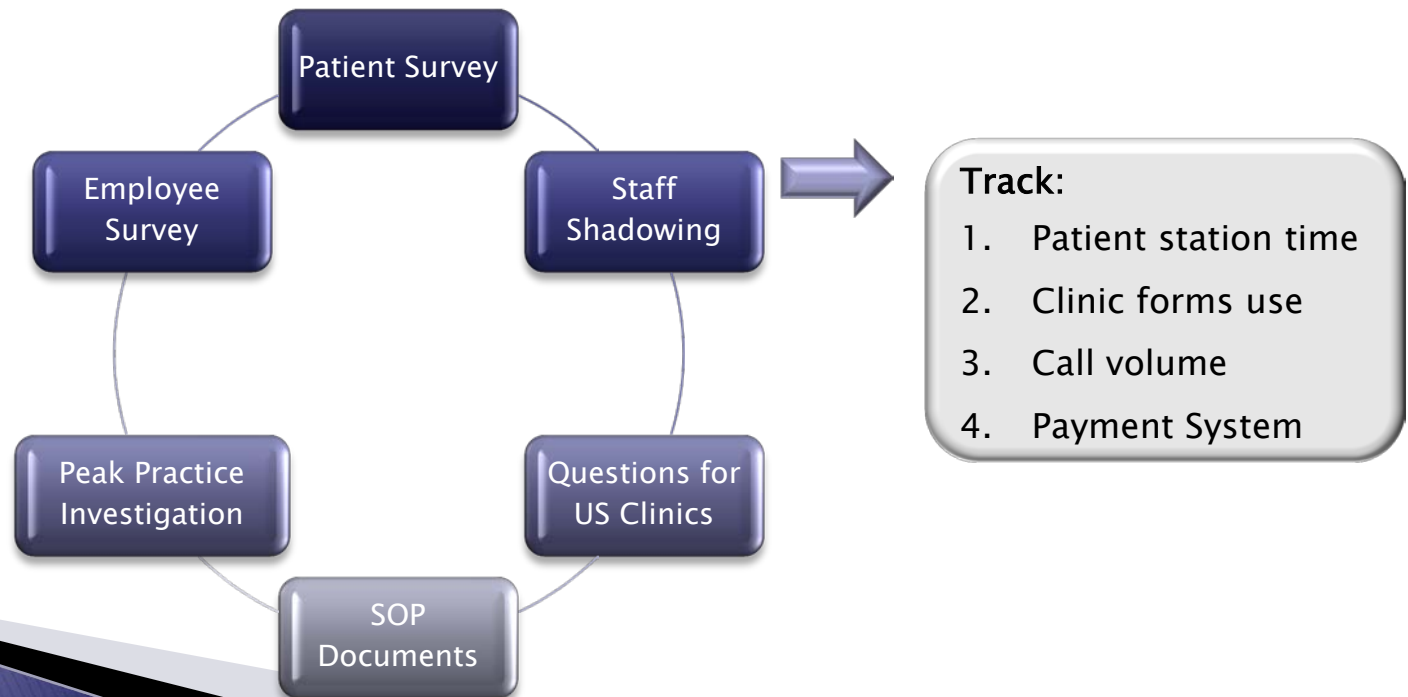 Patient Survey
Staff
Shadowing
Questions for
US Clinics
SOP
Documents
Peak Practice
Investigation
Employee
Survey
Track:
1. Patient station time
2. Clinic forms use
3. Call volume
4. Payment System